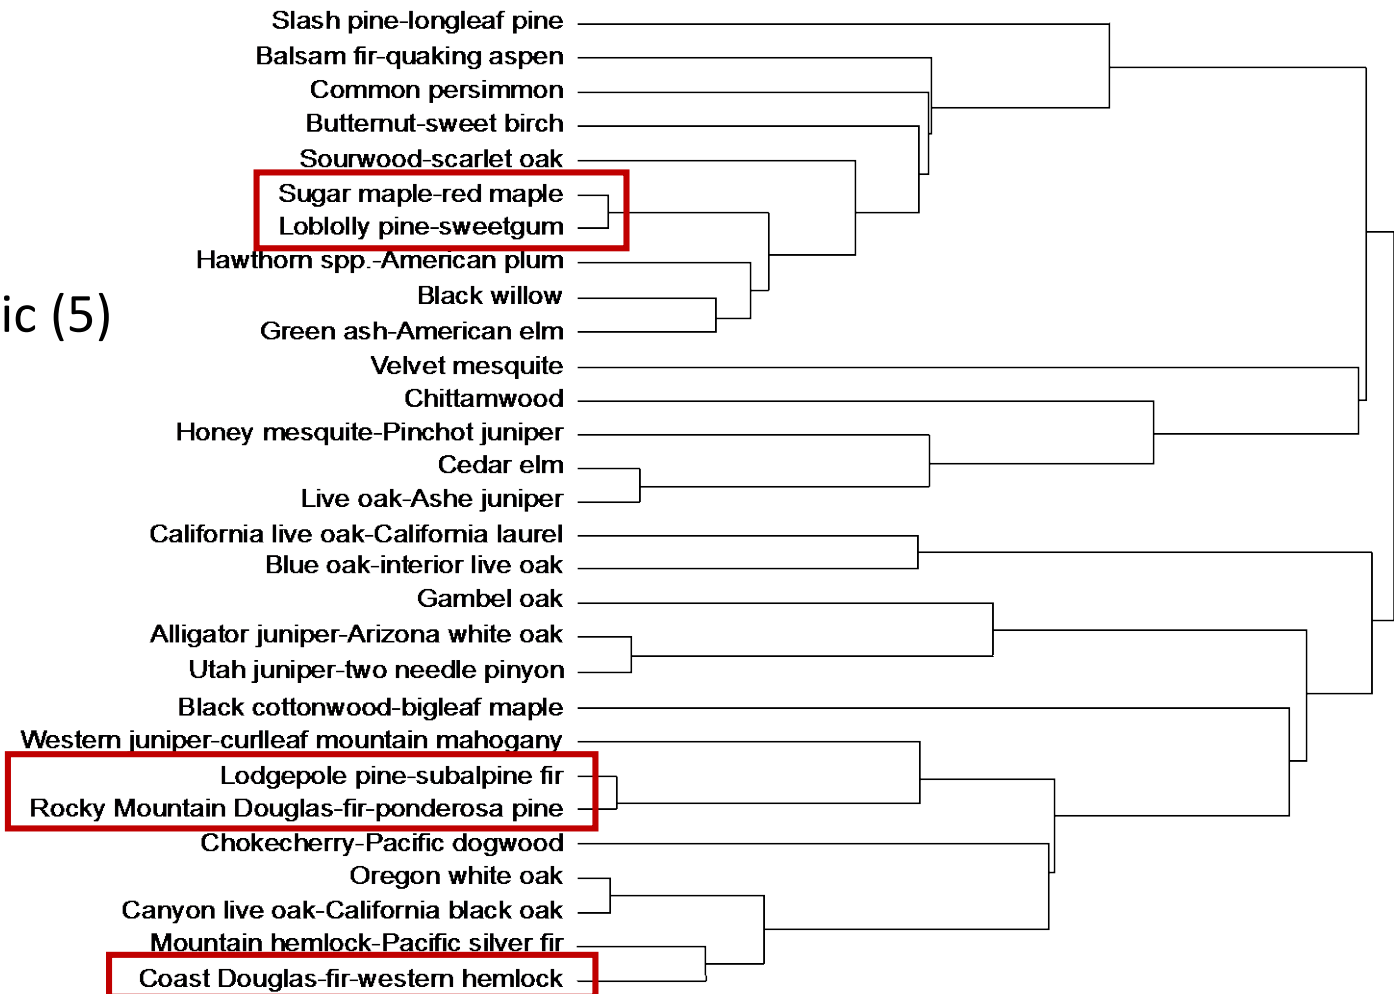 Slash pine-longleaf pine
Balsam fir-quaking aspen
Common persimmon
Butternut-sweet birch
Sourwood-scarlet oak
Sugar maple-red maple
Loblolly pine-sweetgum
Hawthorn spp.-American plum
Black willow
ic (5)
Green ash-American elm
Velvet mesquite
Chittamwood
Honey mesquite-Pinchot juniper
Cedar elm
Live oak-Ashe juniper
California live oak-California laurel
Blue oak-interior live oak
Gambel oak
Alligator juniper-Arizona white oak
Utah juniper-two needle pinyon
Black cottonwood-bigleaf maple
Western juniper-curlleaf mountain mahogany
Lodgepole pine-subalpine fir
Rocky Mountain Douglas-fir-ponderosa pine
Chokecherry-Pacific dogwood
Oregon white oak
Canyon live oak-California black oak
Mountain hemlock-Pacific silver fir
Coast Douglas-fir-western hemlock